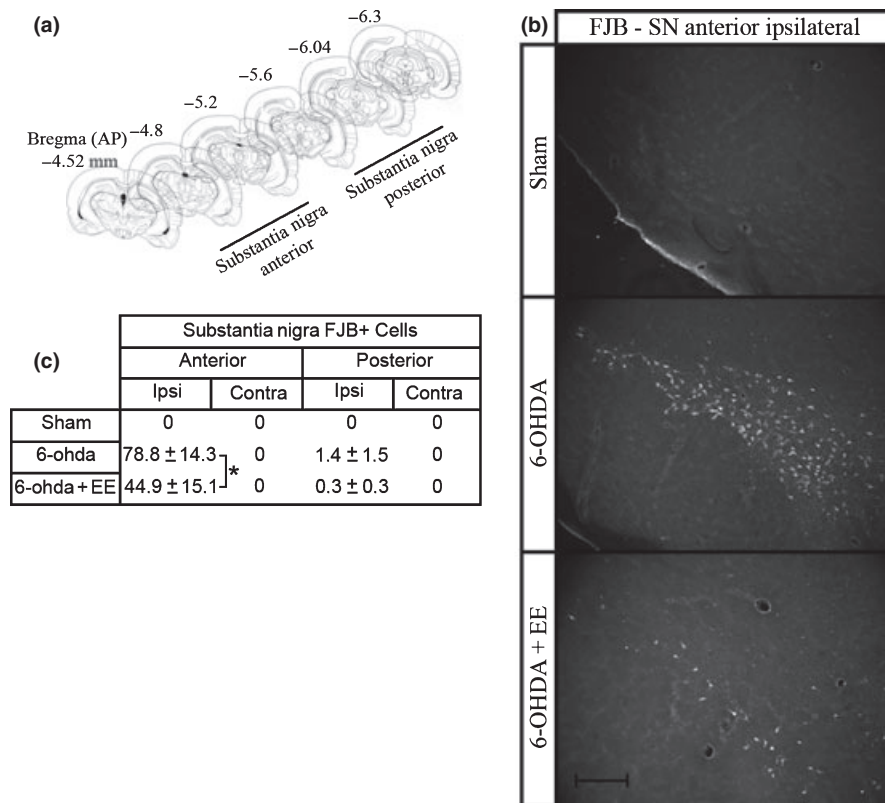 (a)
−6.3
−6.04
−5.6
−5.2
−4.8
Bregma (AP)
−4.52 mm
Substantia nigra
anterior
Substantia nigra
posterior
(b)
FJB - SN anterior ipsilateral
Sham
6-OHDA
6-OHDA + EE
(c)
Substantia nigra FJB+ Cells
Anterior Posterior
Ipsi Contra Ipsi Contra
Sham 0 0 0 0
6-ohda 78.8 ± 14.3 0 1.4 ± 1.5 0
*
6-ohda + EE 44.9 ± 15.1 0 0.3 ± 0.3 0